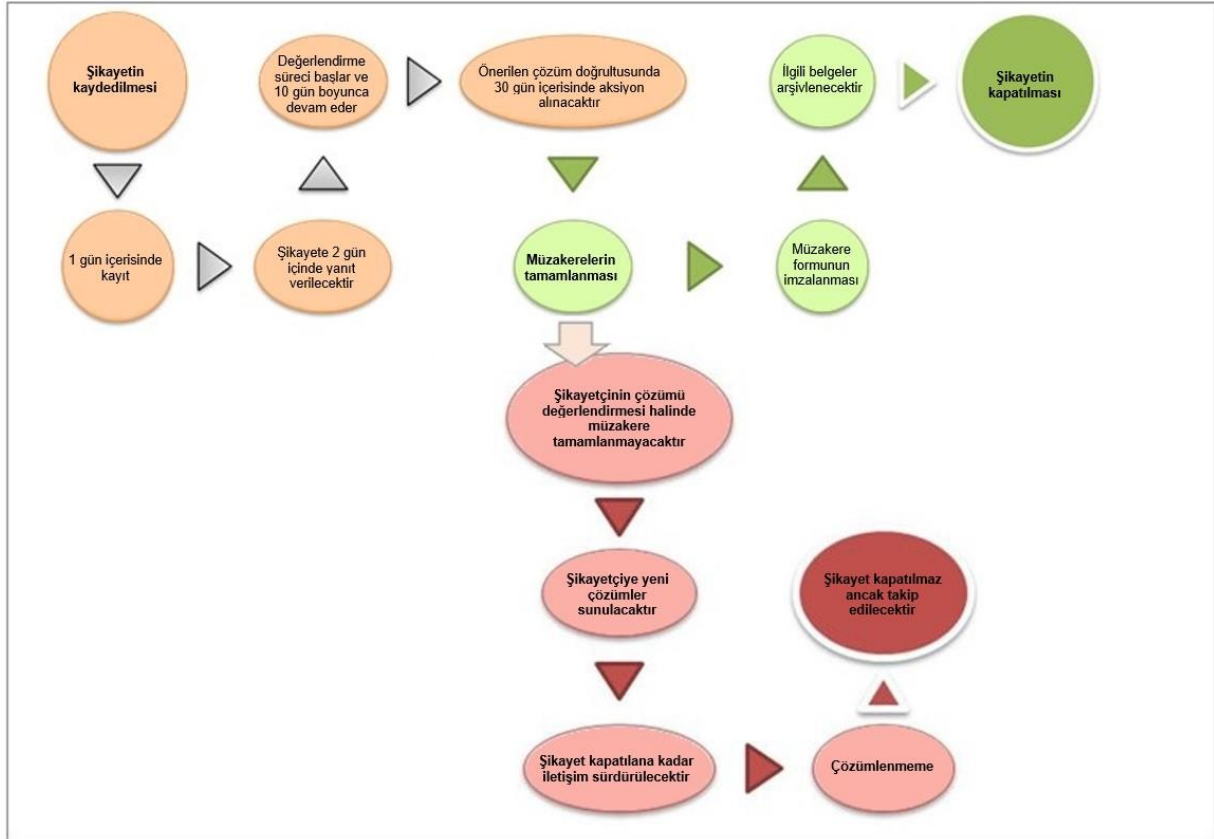 Şikayetin
kaydedilmesi
1 gün içerisinde
kayıt
Şikayete 2 gün
içinde yanıt
verilecektir
Değerlendirme
süreci başlar ve
10 gün boyunca
devam eder
Önerilen çözüm doğrultusunda
30 gün içerisinde aksiyon
alınacaktır
Müzakerelerin
tamamlanması
Müzakere
formunun
imzalanması
İlgili belgeler
arşivlenecektir
Şikayetin
kapatılması
Şikayetçinin çözümü
değerlendirmesi halinde
müzakere
tamamlanmayacaktır
Şikayetçiye yeni
çözümler
sunulacaktır
Şikayet kapatılana kadar
iletişim sürdürülecektir
Çözümlenmeme
Şikayet kapatılmaz
ancak takip
edilecektir